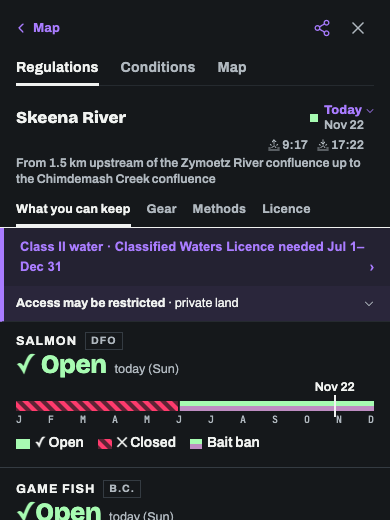 Map
Regulations Conditions Map
Skeena River
Today
Nov 22
9:17 17:22
From 1.5 km upstream of the Zymoetz River confluence up to
the Chimdemash Creek confluence
What you can keep Gear Methods Licence
Class II water · Classified Waters Licence needed Jul 1–
Dec 31 ›
Access may be restricted · private land
SALMON DFO
✓ Open today (Sun)
Nov 22
J F M A M J J A S O N D
✓ Open ✕ Closed Bait ban
GAME FISH B.C.
✓ Open today (Sun)